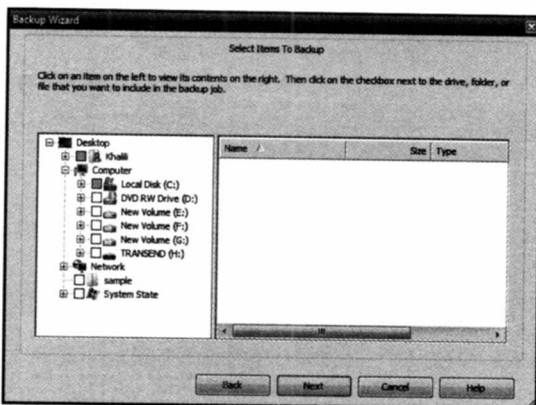 Backup Wizard
Select Items To Backup
Click on an item on the left to view its contents on the right. Then click on the checkbox next to the drive, folder, or
file that you want to include in the backup job.
Desktop
Khalili
Computer
Local Disk (C:)
DVD RW Drive (D:)
New Volume (E:)
New Volume (F:)
New Volume (G:)
TRANSEND (H:)
Network
sample
System State
Name Size Type
Back Next Cancel Help